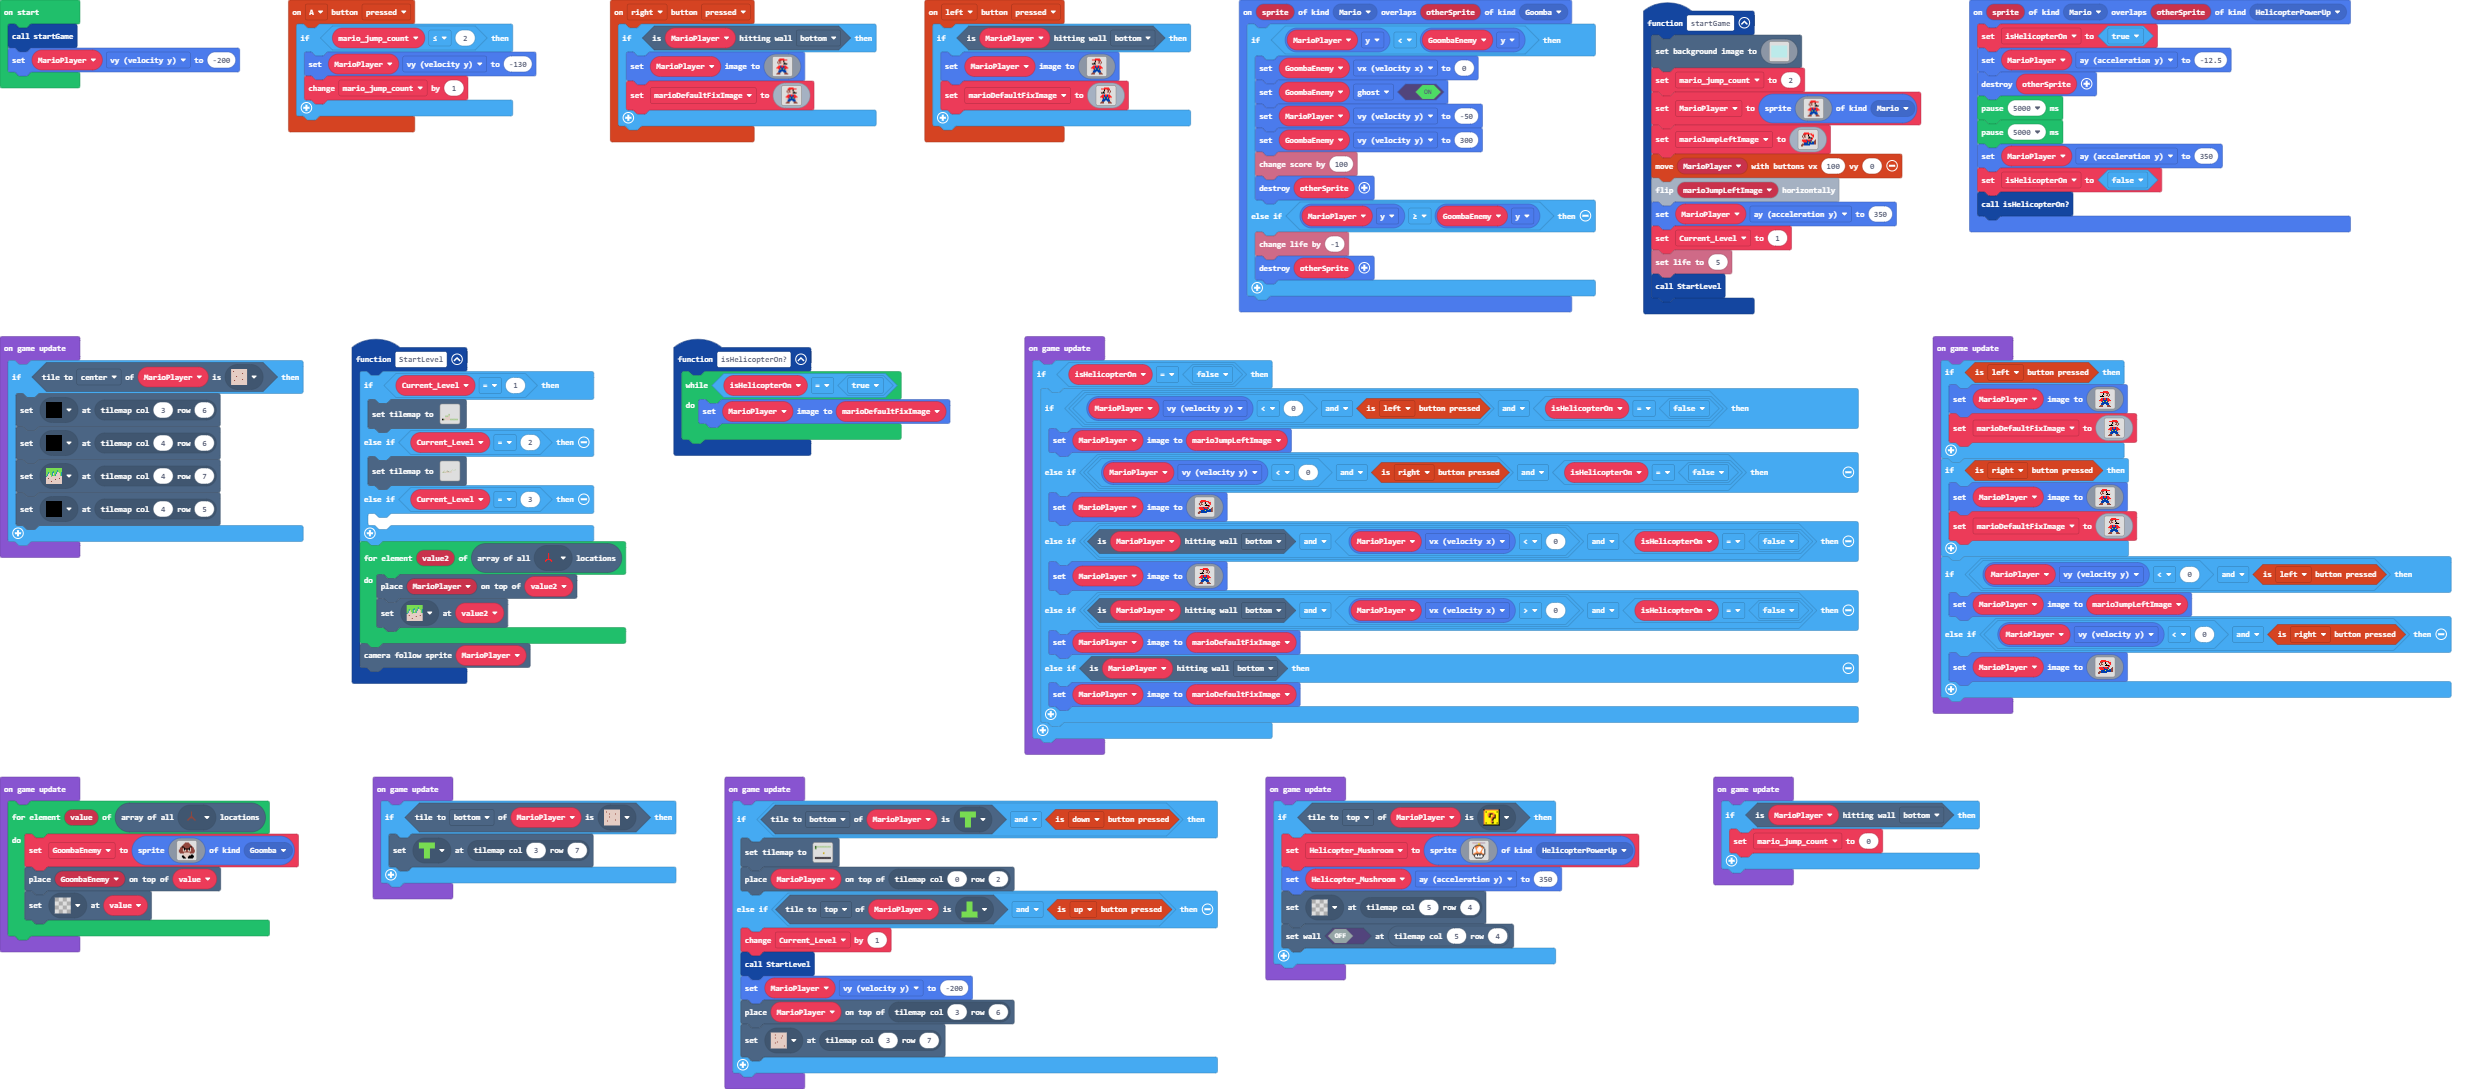 on start
call startGame
set MarioPlayer vy (velocity y) to -200
on A button pressed
if mario_jump_count ≤ 2 then
set MarioPlayer vy (velocity y) to -130
change mario_jump_count by 1
on right button pressed
if is MarioPlayer hitting wall bottom then
set MarioPlayer image to
set marioDefaultFixImage to
on left button pressed
if is MarioPlayer hitting wall bottom then
set MarioPlayer image to
set marioDefaultFixImage to
on sprite of kind Mario overlaps otherSprite of kind Goomba
if MarioPlayer y < GoombaEnemy y then
set GoombaEnemy vx (velocity x) to 0
set GoombaEnemy ghost ON
set MarioPlayer vy (velocity y) to -50
set GoombaEnemy vy (velocity y) to 300
change score by 100
destroy otherSprite
else if MarioPlayer y ≥ GoombaEnemy y then
change life by -1
destroy otherSprite
function startGame
set background image to
set mario_jump_count to 2
set MarioPlayer to sprite of kind Mario
set marioJumpLeftImage to
move MarioPlayer with buttons vx 100 vy 0
flip marioJumpLeftImage horizontally
set MarioPlayer ay (acceleration y) to 350
set Current_Level to 1
set life to 5
call StartLevel
on sprite of kind Mario overlaps otherSprite of kind HelicopterPowerUp
set isHelicopterOn to true
set MarioPlayer ay (acceleration y) to -12.5
destroy otherSprite
pause 5000 ms
pause 5000 ms
set MarioPlayer ay (acceleration y) to 350
set isHelicopterOn to false
call isHelicopterOn?
on game update
if tile to center of MarioPlayer is then
set at tilemap col 3 row 6
set at tilemap col 4 row 6
set at tilemap col 4 row 7
set at tilemap col 4 row 5
function StartLevel
if Current_Level = 1 then
set tilemap to
else if Current_Level = 2 then
set tilemap to
else if Current_Level = 3 then
for element value2 of array of all locations
do place MarioPlayer on top of value2
set at value2
camera follow sprite MarioPlayer
function isHelicopterOn?
while isHelicopterOn = true
do set MarioPlayer image to marioDefaultFixImage
on game update
if isHelicopterOn = false then
if MarioPlayer vy (velocity y) < 0 and is left button pressed and isHelicopterOn = false then
set MarioPlayer image to marioJumpLeftImage
else if MarioPlayer vy (velocity y) < 0 and is right button pressed and isHelicopterOn = false then
set MarioPlayer image to
else if is MarioPlayer hitting wall bottom and MarioPlayer vx (velocity x) < 0 and isHelicopterOn = false then
set MarioPlayer image to
else if is MarioPlayer hitting wall bottom and MarioPlayer vx (velocity x) > 0 and isHelicopterOn = false then
set MarioPlayer image to marioDefaultFixImage
else if is MarioPlayer hitting wall bottom then
set MarioPlayer image to marioDefaultFixImage
on game update
if is left button pressed then
set MarioPlayer image to
set marioDefaultFixImage to
if is right button pressed then
set MarioPlayer image to
set marioDefaultFixImage to
if MarioPlayer vy (velocity y) < 0 and is left button pressed then
set MarioPlayer image to marioJumpLeftImage
else if MarioPlayer vy (velocity y) < 0 and is right button pressed then
set MarioPlayer image to
on game update
for element value of array of all locations
do set GoombaEnemy to sprite of kind Goomba
place GoombaEnemy on top of value
set at value
on game update
if tile to bottom of MarioPlayer is then
set at tilemap col 3 row 7
on game update
if tile to bottom of MarioPlayer is and is down button pressed then
set tilemap to
place MarioPlayer on top of tilemap col 0 row 2
else if tile to top of MarioPlayer is and is up button pressed then
change Current_Level by 1
call StartLevel
set MarioPlayer vy (velocity y) to -200
place MarioPlayer on top of tilemap col 3 row 6
set at tilemap col 3 row 7
on game update
if tile to top of MarioPlayer is ? then
set Helicopter_Mushroom to sprite of kind HelicopterPowerUp
set Helicopter_Mushroom ay (acceleration y) to 350
set at tilemap col 5 row 4
set wall OFF at tilemap col 5 row 4
on game update
if is MarioPlayer hitting wall bottom then
set mario_jump_count to 0